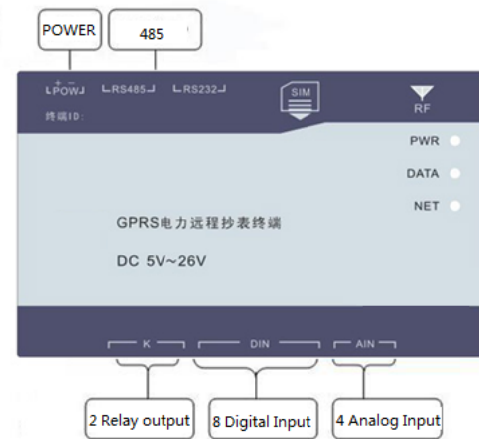 POWER
485
+ -
POW
RS485
RS232
SIM
RF
终端ID:
PWR
DATA
NET
GPRS电力远程抄表终端
DC 5V~26V
K
DIN
AIN
2 Relay output
8 Digital Input
4 Analog Input